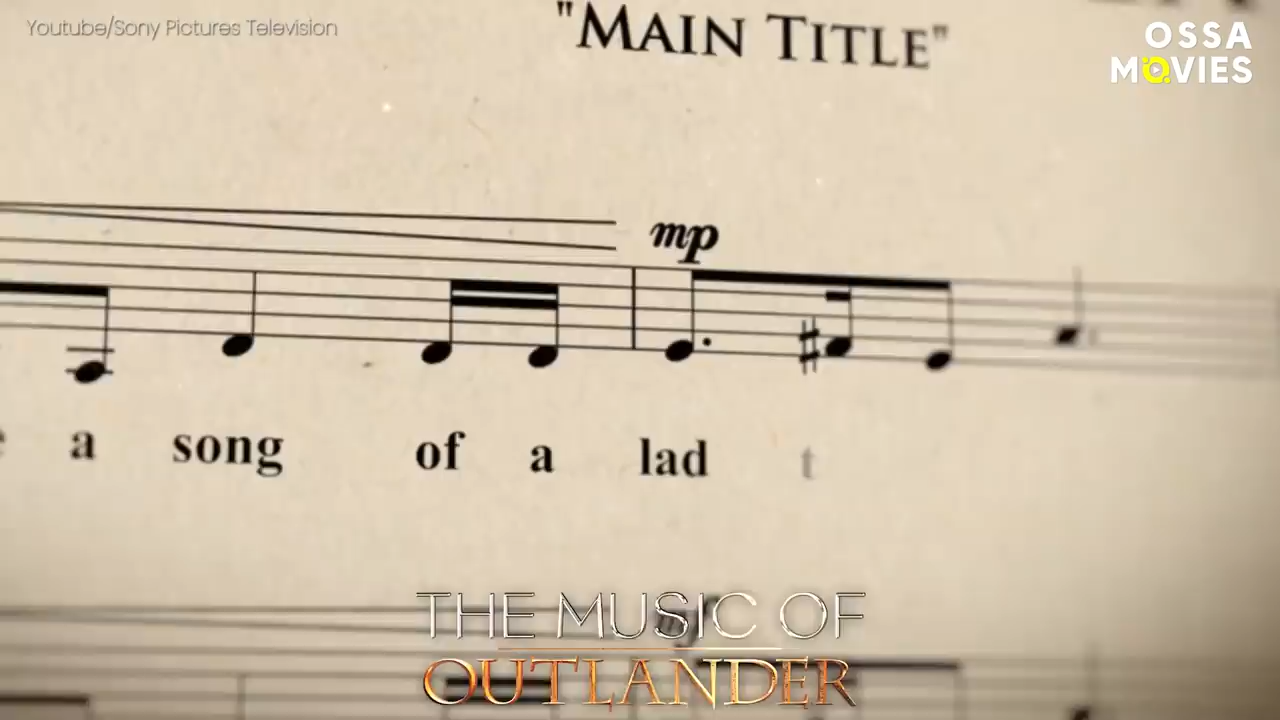 Youtube/Sony Pictures Television
"MAIN TITLE"
OSSA
MOVIES
mp
a song of a lad t
THE MUSIC OF
OUTLANDER